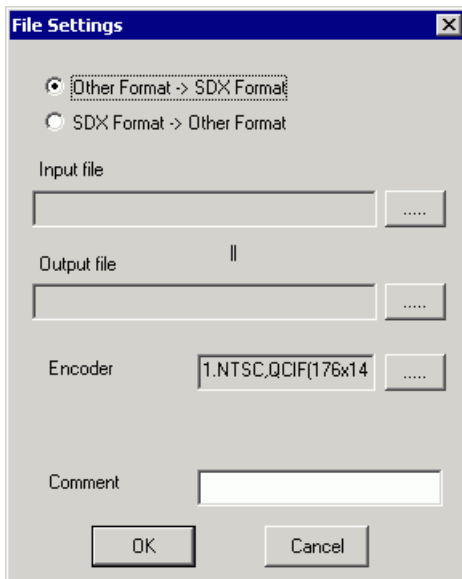 File Settings
Other Format -> SDX Format
SDX Format -> Other Format
Input file
.....
||
Output file
.....
Encoder 1.NTSC,QCIF(176x14 .....
Comment
OK Cancel